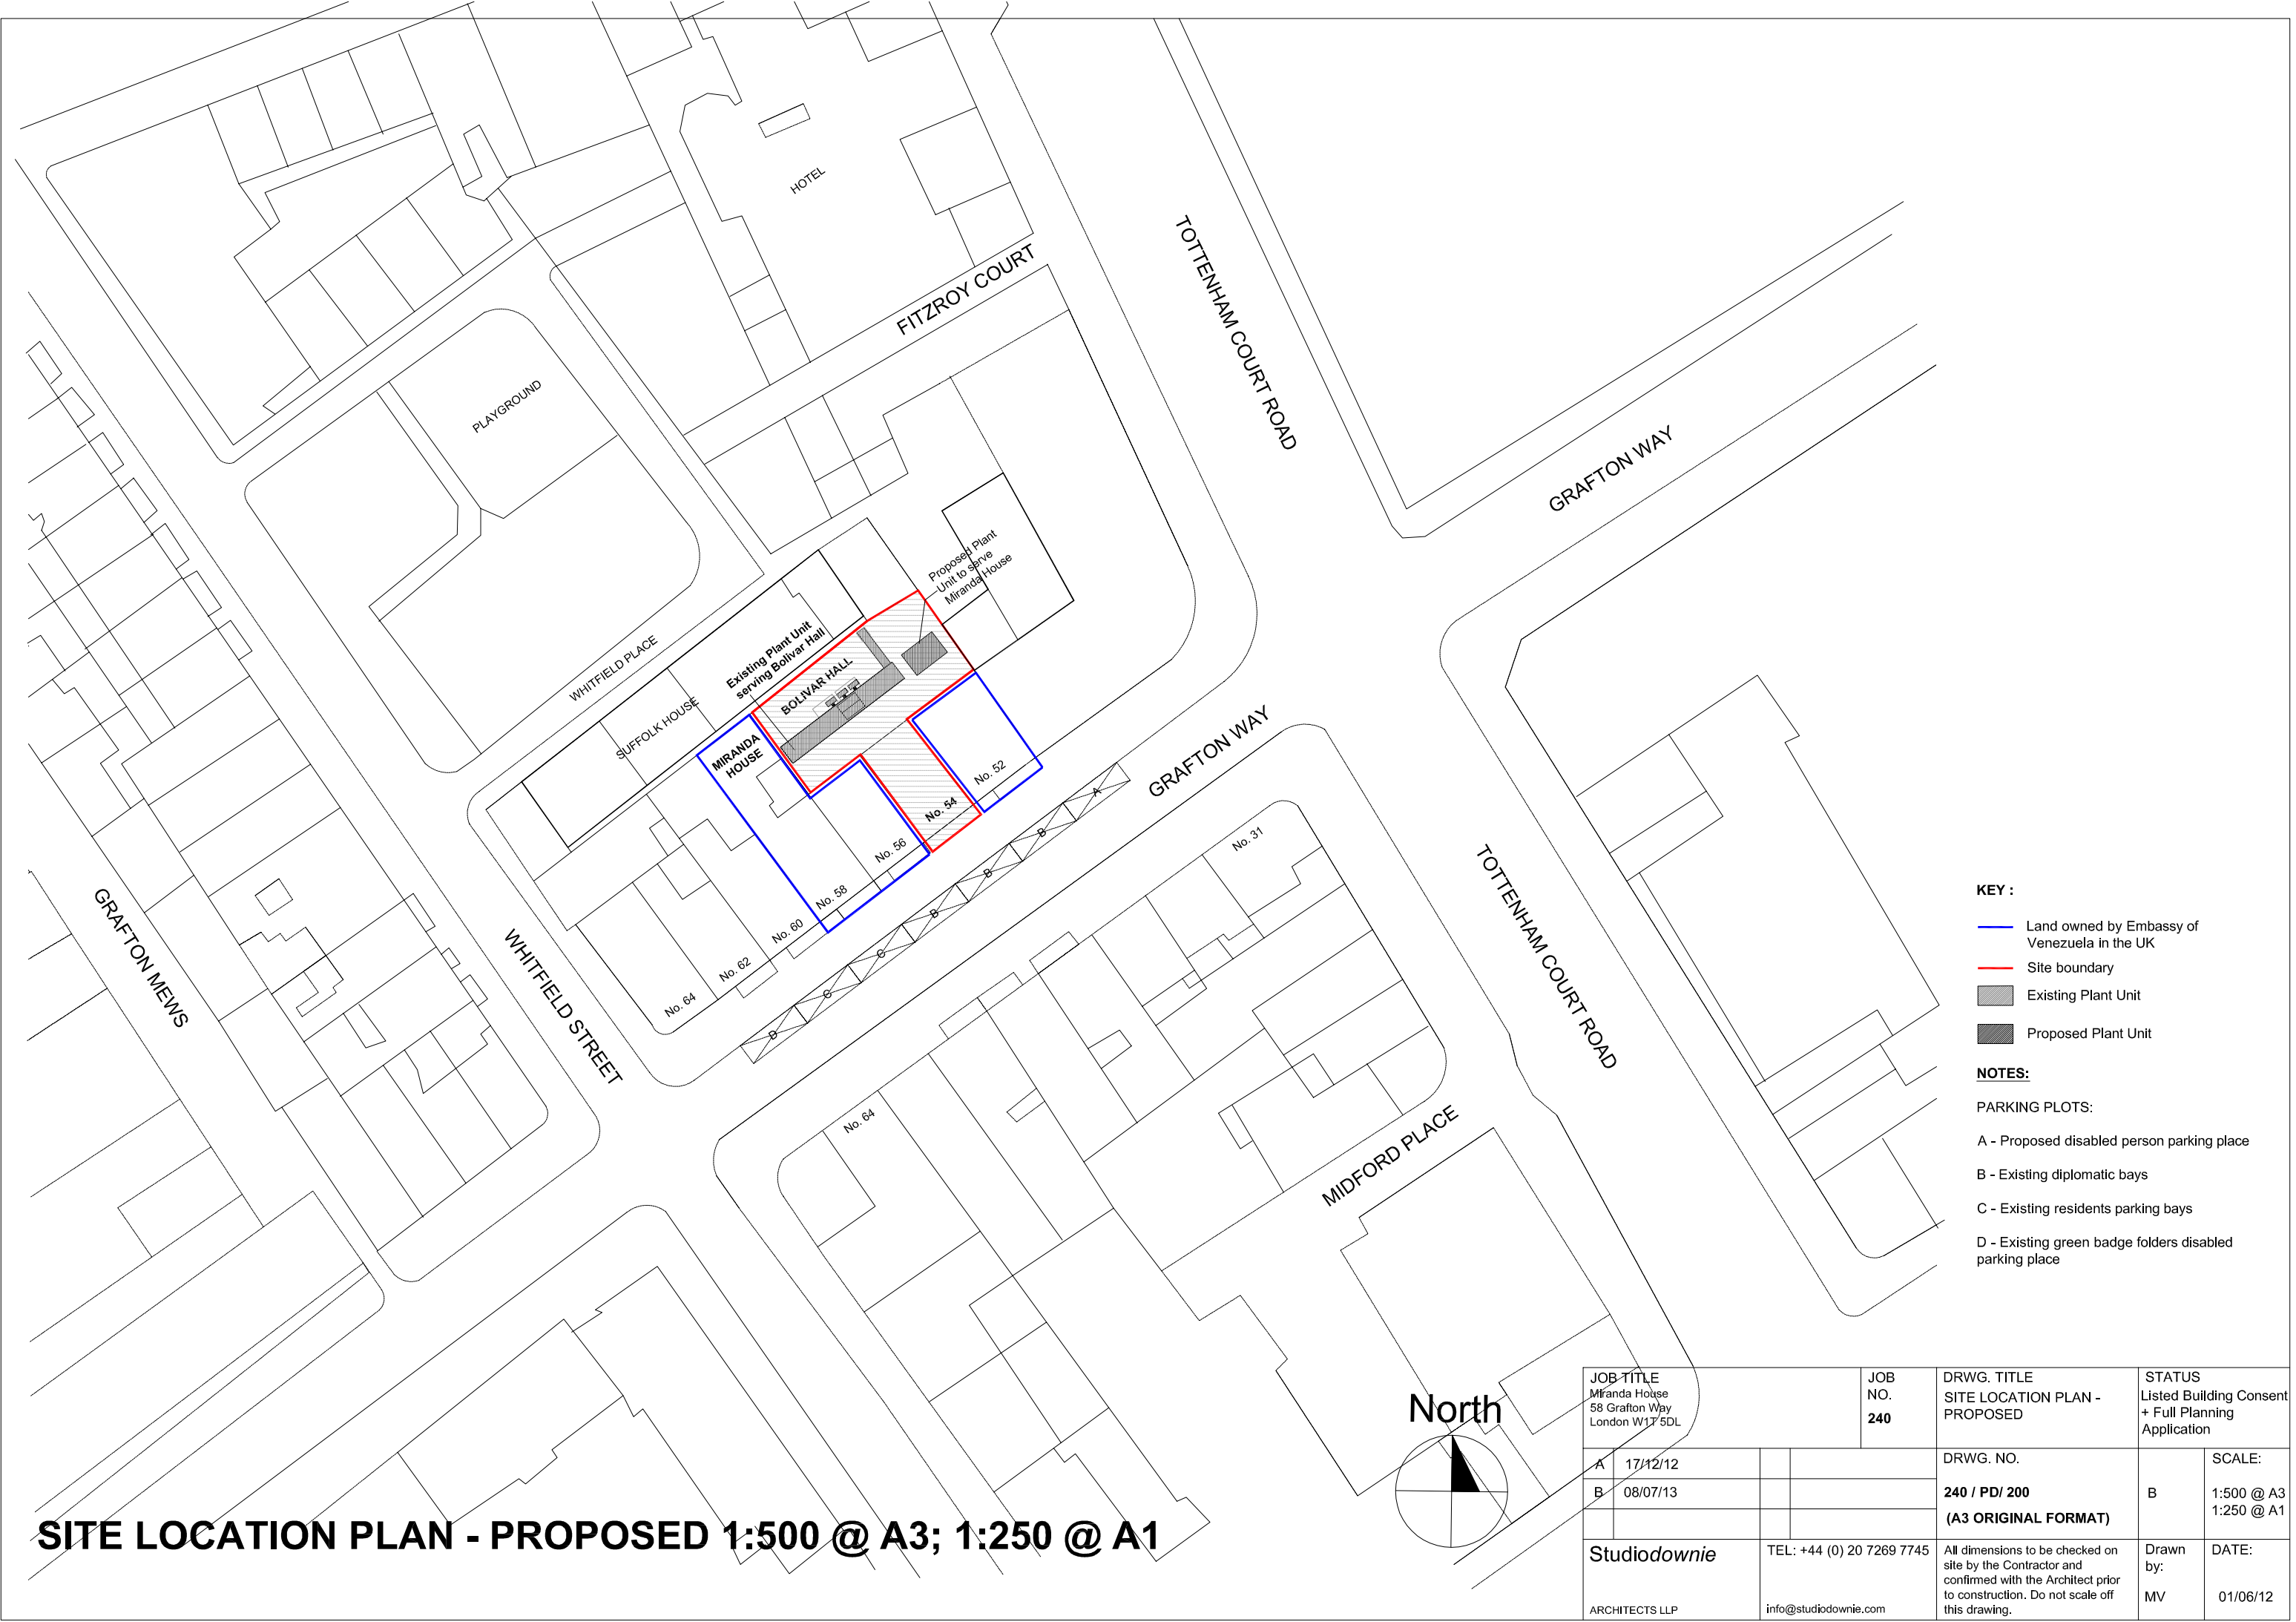 HOTEL
FITZROY COURT
TOTTENHAM COURT ROAD
GRAFTON WAY
PLAYGROUND
Proposed Plant
Unit to serve
Miranda House
WHITFIELD PLACE
Existing Plant Unit
serving Bolivar Hall
BOLIVAR HALL
SUFFOLK HOUSE
MIRANDA
HOUSE
No. 52
No. 54
No. 56
No. 58
No. 60
No. 62
No. 64
A
B
B
B
C
C
D
GRAFTON WAY
No. 31
TOTTENHAM COURT ROAD
GRAFTON MEWS
WHITFIELD STREET
No. 64
MIDFORD PLACE
KEY :
Land owned by Embassy of
Venezuela in the UK
Site boundary
Existing Plant Unit
Proposed Plant Unit
NOTES:
PARKING PLOTS:
A - Proposed disabled person parking place
B - Existing diplomatic bays
C - Existing residents parking bays
D - Existing green badge folders disabled
parking place
North
SITE LOCATION PLAN - PROPOSED 1:500 @ A3; 1:250 @ A1
JOB TITLE
Miranda House
58 Grafton Way
London W1T 5DL
JOB
NO.
240
DRWG. TITLE
SITE LOCATION PLAN -
PROPOSED
STATUS
Listed Building Consent
+ Full Planning
Application
A 17/12/12
B 08/07/13
DRWG. NO.
240 / PD/ 200
(A3 ORIGINAL FORMAT)
B
SCALE:
1:500 @ A3
1:250 @ A1
Studiodownie
ARCHITECTS LLP
TEL: +44 (0) 20 7269 7745
info@studiodownie.com
All dimensions to be checked on
site by the Contractor and
confirmed with the Architect prior
to construction. Do not scale off
this drawing.
Drawn
by:
MV
DATE:
01/06/12